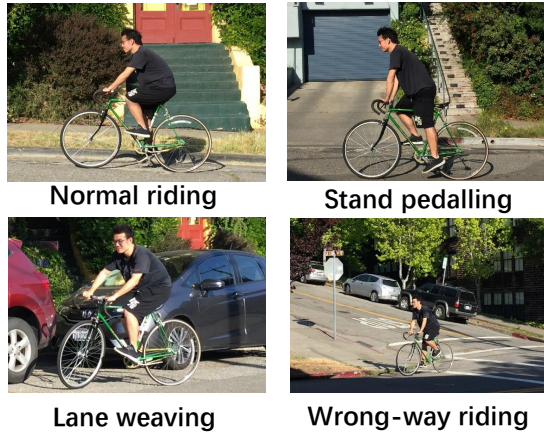 Normal riding
Stand pedalling
Lane weaving
Wrong-way riding